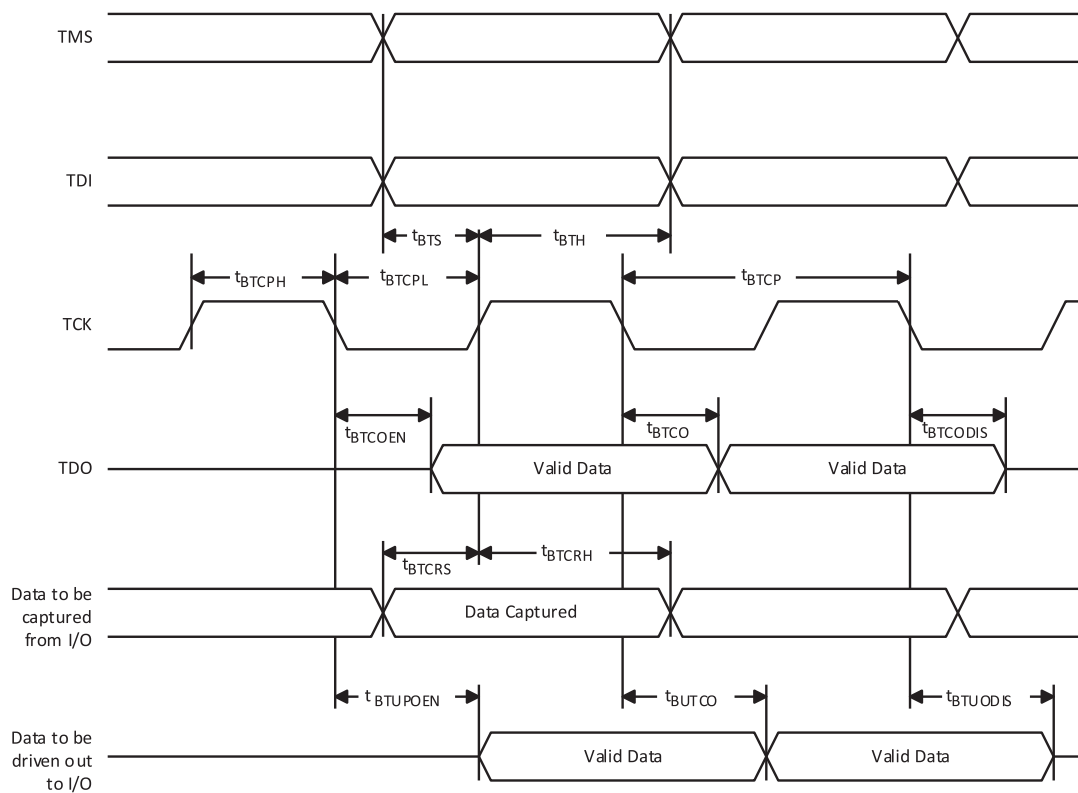 TMS
TDI
tBTS
tBTH
tBTCPH
tBTCPL
tBTCP
TCK
tBTCOEN
tBTCO
tBTCODIS
TDO
Valid Data
Valid Data
tBTCRS
tBTCRH
Data to be
captured
from I/O
Data Captured
tBTUPOEN
tBUTCO
tBTUODIS
Data to be
driven out
to I/O
Valid Data
Valid Data